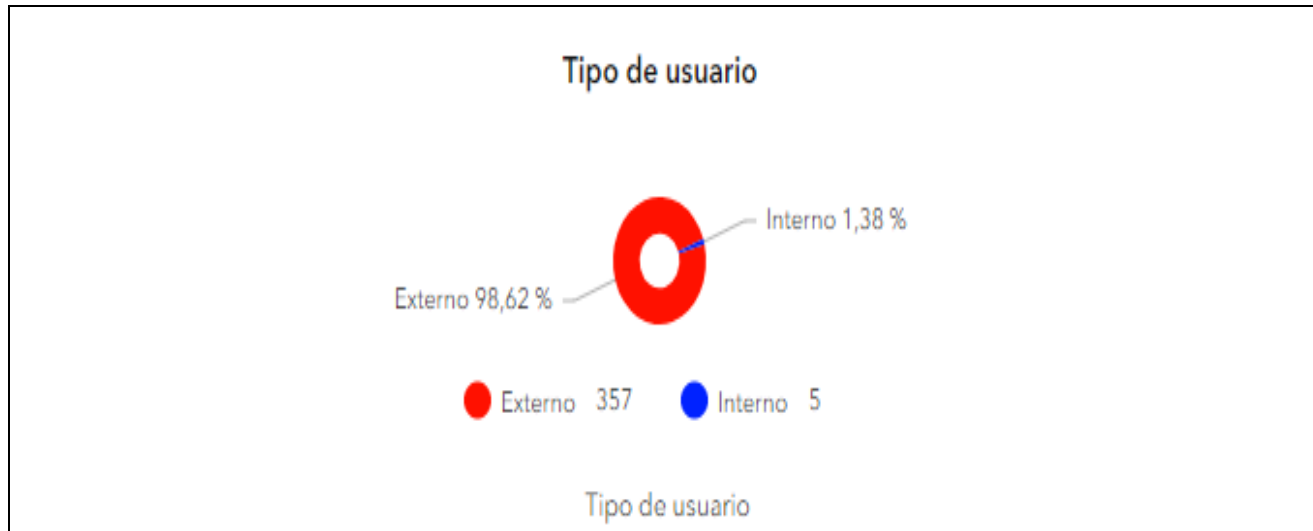 Tipo de usuario
Interno 1,38 %
Externo 98,62 %
Externo 357 Interno 5
Tipo de usuario